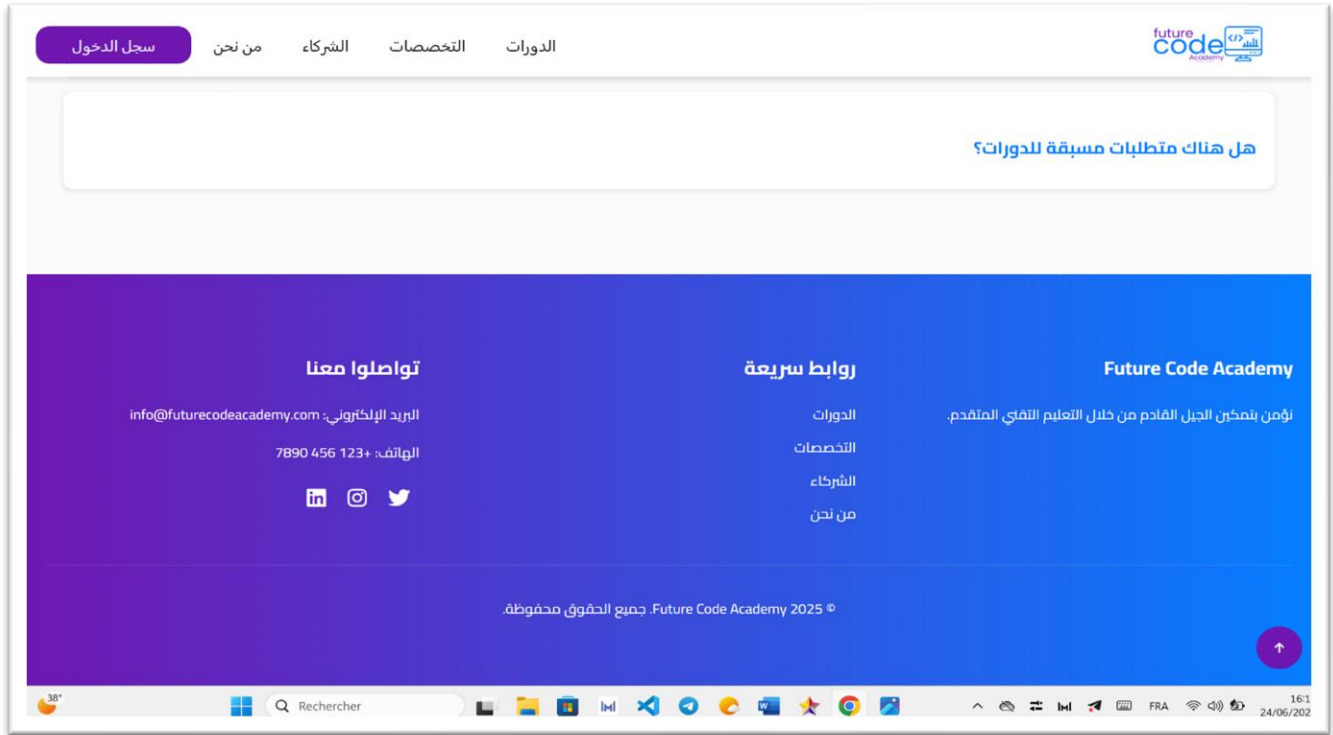 future
code
Academy
الدورات
التخصصات
الشركاء
من نحن
سجل الدخول
هل هناك متطلبات مسبقة للدورات؟
Future Code Academy
نؤمن بتمكين الجيل القادم من خلال التعليم التقني المتقدم.
روابط سريعة
الدورات
التخصصات
الشركاء
من نحن
تواصلوا معنا
البريد الإلكتروني: info@futurecodeacademy.com
الهاتف: +123 456 7890
© 2025 Future Code Academy. جميع الحقوق محفوظة.
38°
Rechercher
FRA
16:1
24/06/202